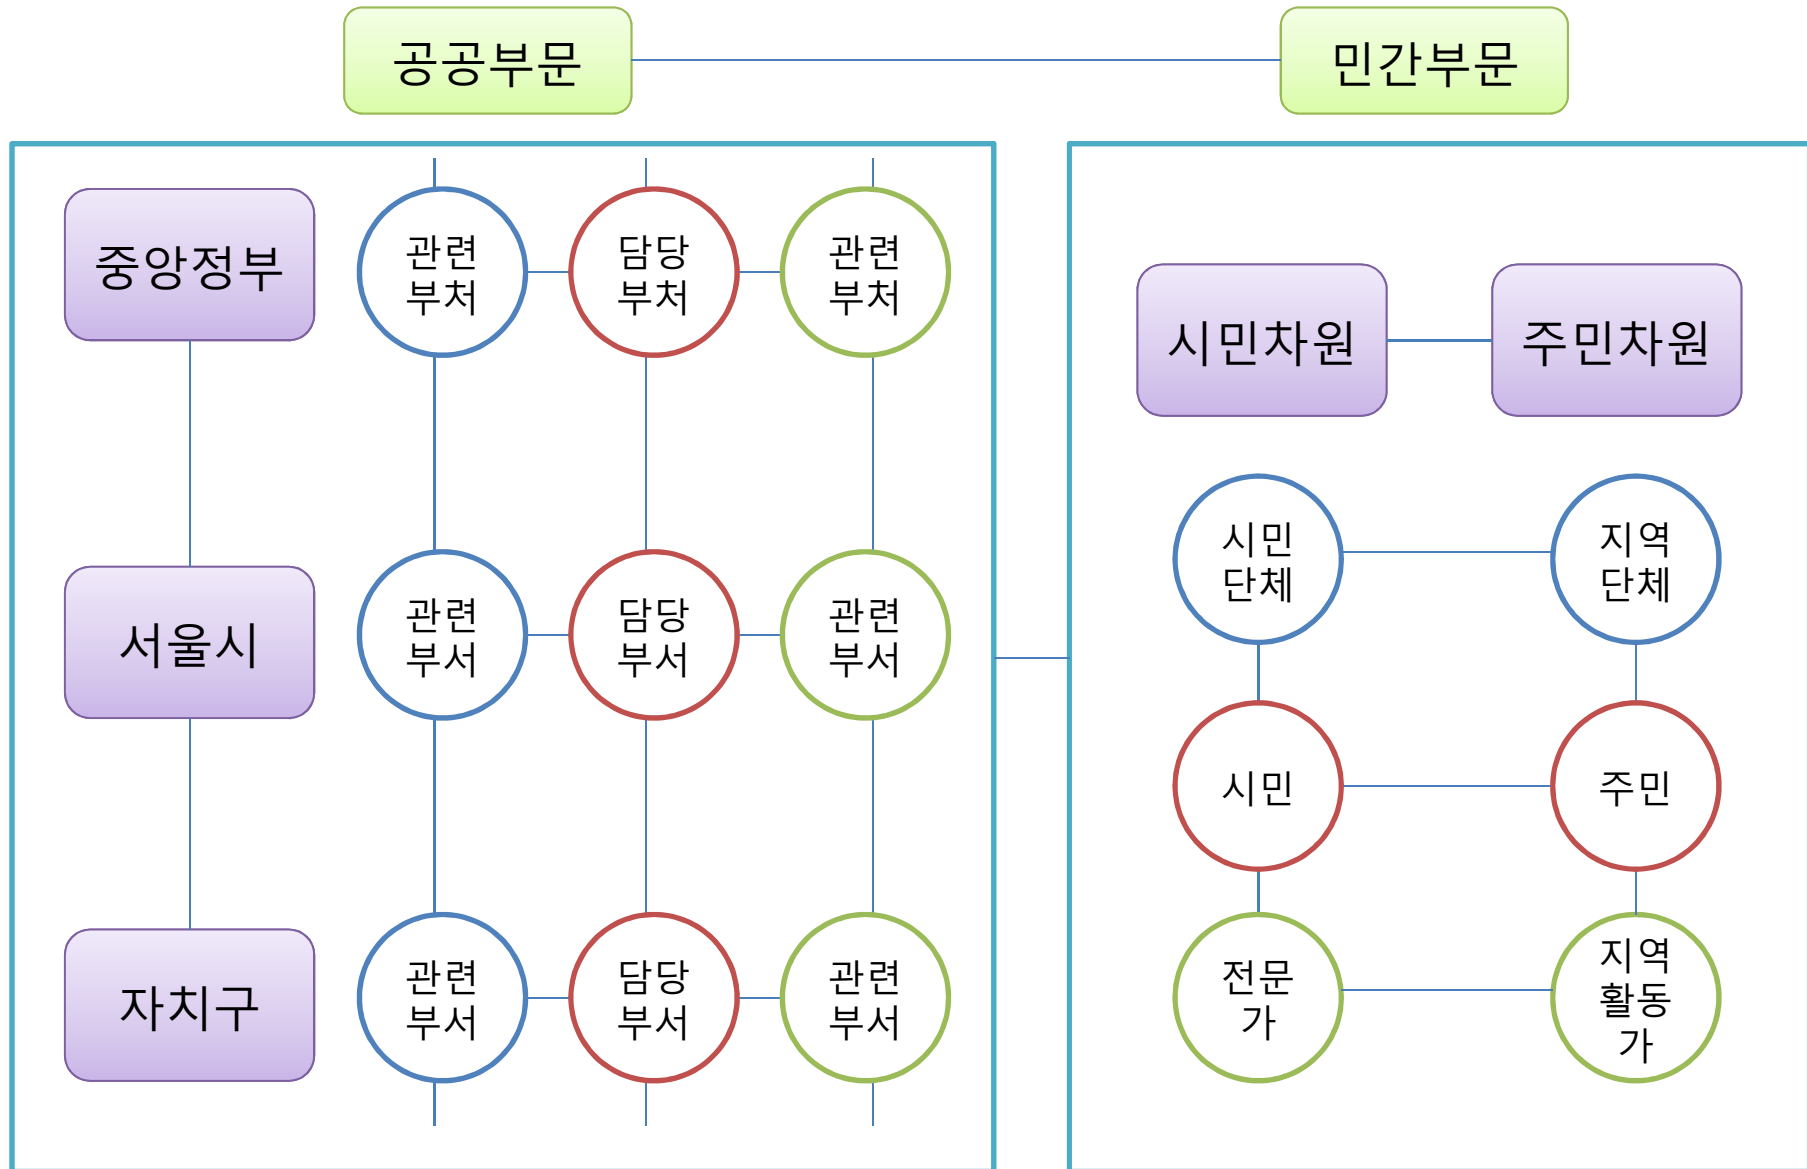 공공부문
민간부문
중앙정부
관련
부처
담당
부처
관련
부처
서울시
관련
부서
담당
부서
관련
부서
자치구
관련
부서
담당
부서
관련
부서
시민차원
주민차원
시민
단체
지역
단체
시민
주민
전문
가
지역
활동
가